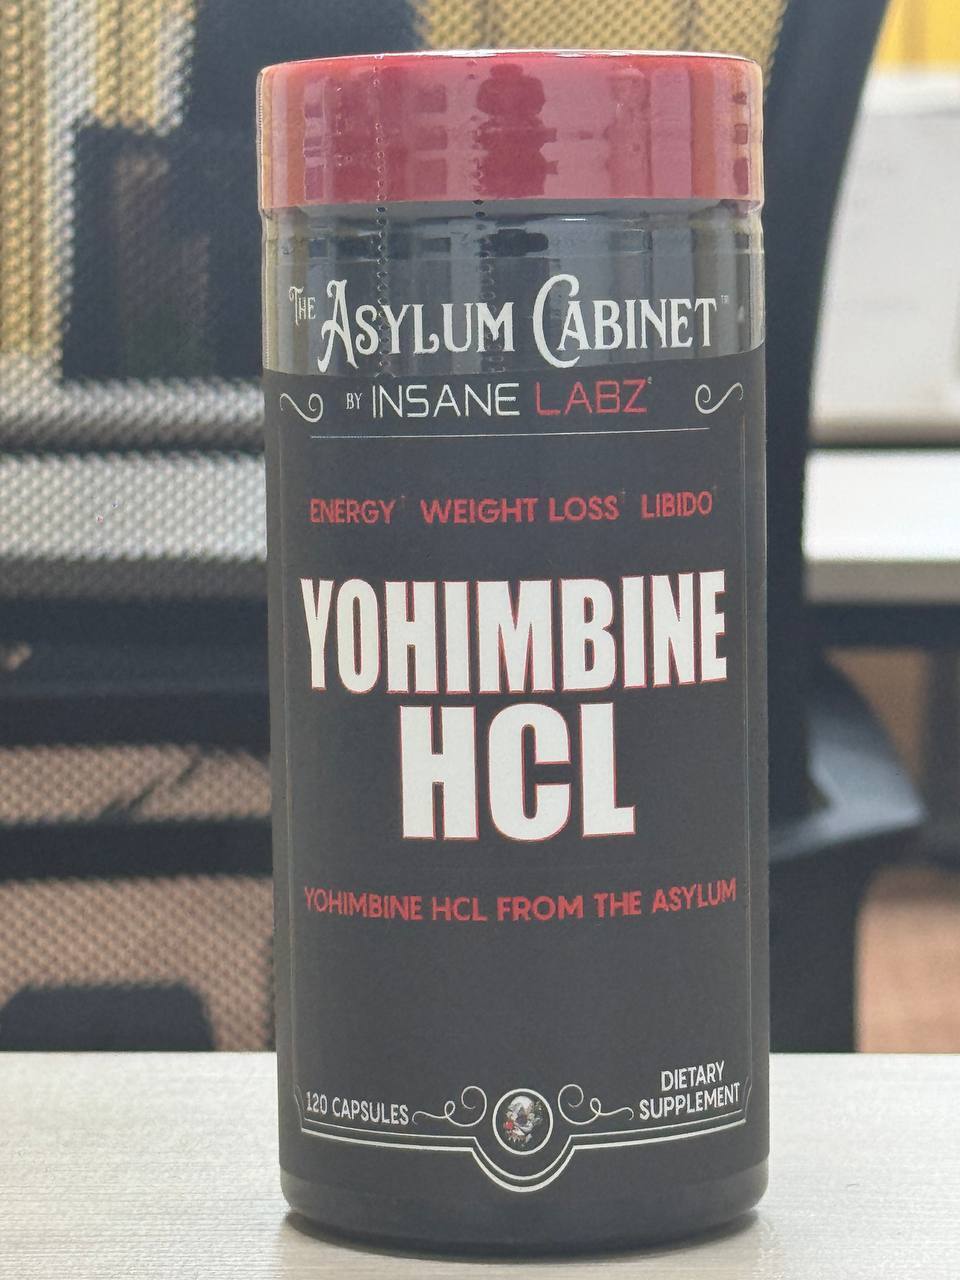 THE ASYLUM CABINET™
BY INSANE LABZ®
ENERGY† WEIGHT LOSS† LIBIDO†
YOHIMBINE
HCL
YOHIMBINE HCL FROM THE ASYLUM
120 CAPSULES
DIETARY
SUPPLEMENT